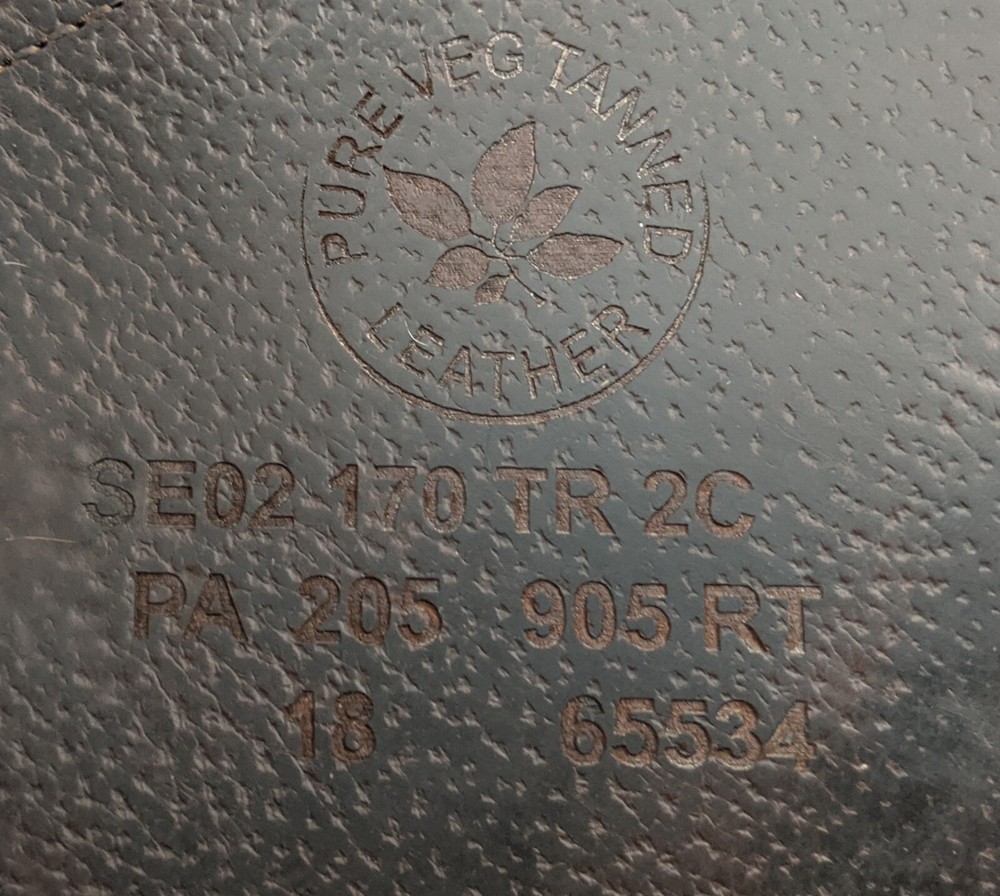 PURE VEG TANNED
LEATHER
SE02 170 TR 2C
PA 205 905 RT
18 65534